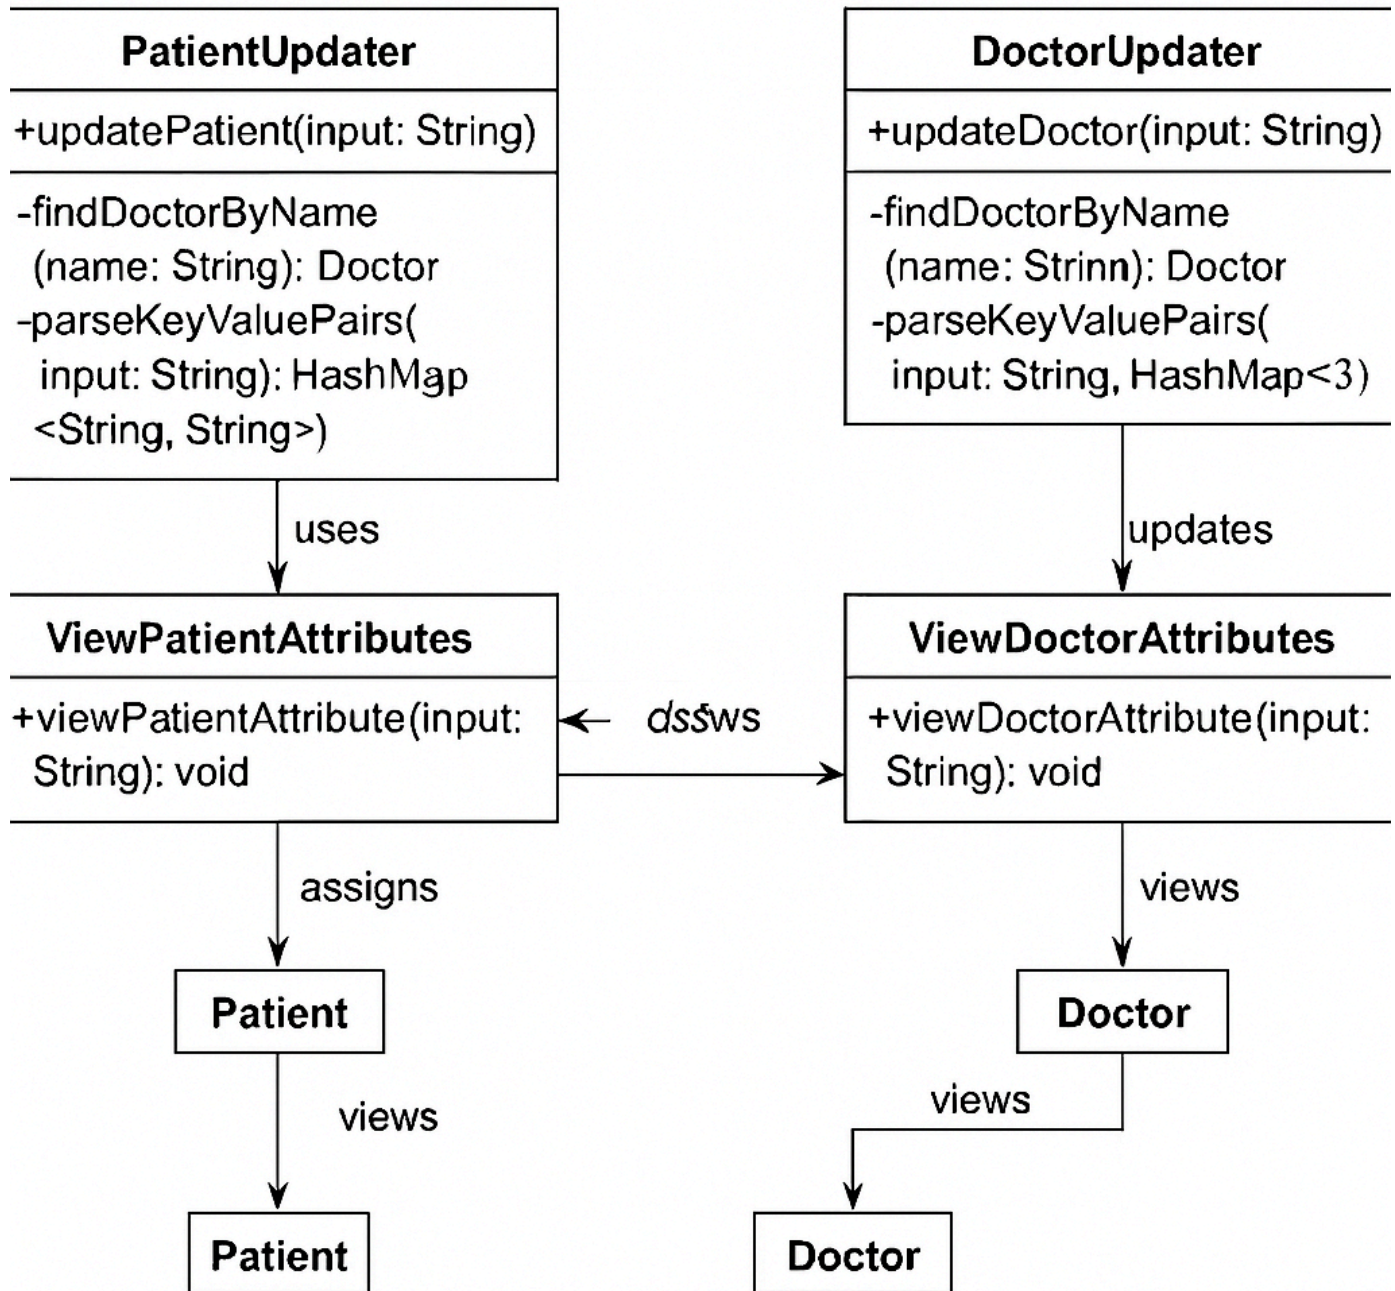 PatientUpdater
+updatePatient(input: String)
-findDoctorByName
(name: String): Doctor
-parseKeyValuePairs(
input: String): HashMap
<String, String>)
uses
DoctorUpdater
+updateDoctor(input: String)
-findDoctorByName
(name: Strinn): Doctor
-parseKeyValuePairs(
input: String, HashMap<3)
updates
ViewPatientAttributes
+viewPatientAttribute(input:
String): void
ViewDoctorAttributes
+viewDoctorAttribute(input:
String): void
assigns
views
Patient
Doctor
views
views
Patient
Doctor